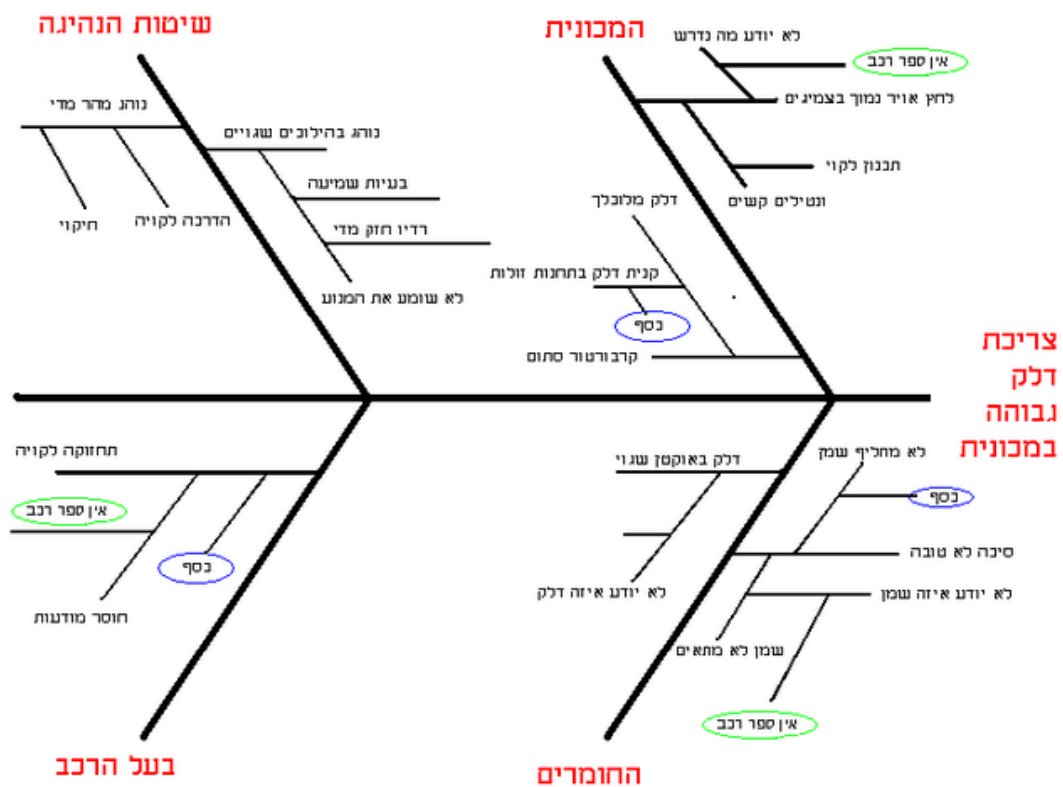 המכונית
לא יודע מה נדרש
אין ספר רכב
לחץ אויר נמוך בצמיגים
תכנון לקוי
ונטילים קשים
דלק מלוכלך
קנית דלק בתחנות זולות
כסף
קרבורטור סתום
שיטות הנהיגה
נוהג מהר מדי
נוהג בהילוכים שגויים
בעיות שמיעה
רדיו חזק מדי
לא שומע את המנוע
הדרכה לקויה
חיקוי
צריכת
דלק
גבוהה
במכונית
לא מחליף שמן
כסף
סיכה לא טובה
לא יודע איזה שמן
שמן לא מתאים
אין ספר רכב
דלק באוקטן שגוי
לא יודע איזה דלק
החומרים
תחזוקה לקויה
אין ספר רכב
כסף
חוסר מודעות
בעל הרכב